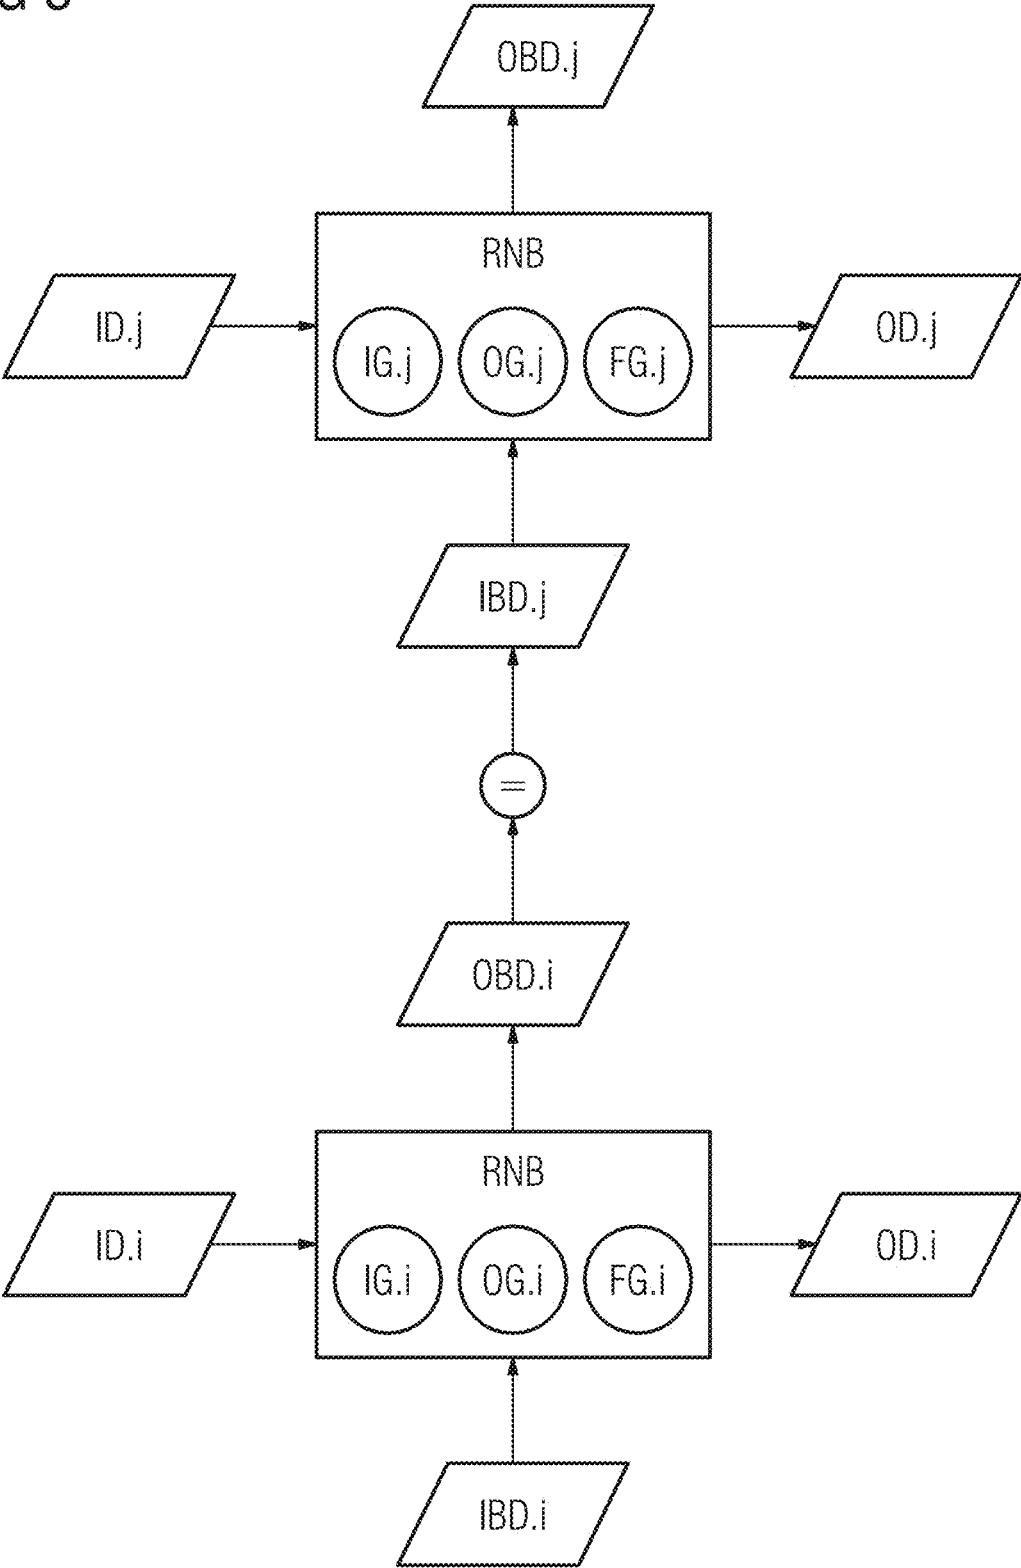 OBD.j
RNB
ID.j
OD.j
IG.j OG.j FG.j
IBD.j
=
OBD.i
RNB
ID.i
OD.i
IG.i OG.i FG.i
IBD.i